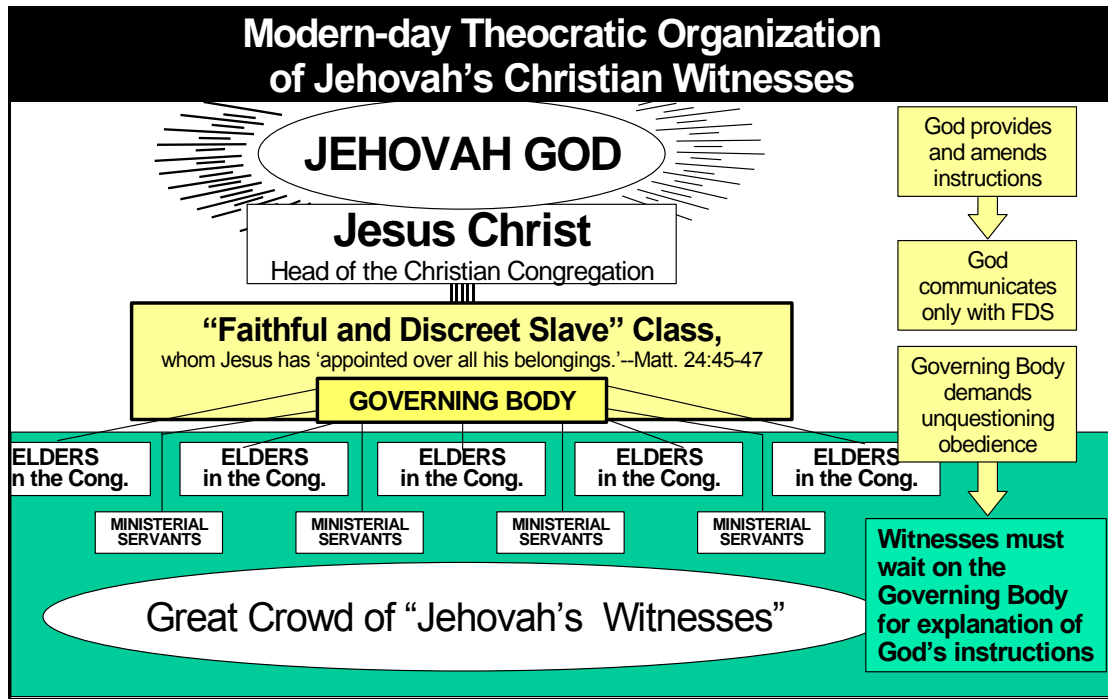 Modern-day Theocratic Organization
of Jehovah's Christian Witnesses
JEHOVAH GOD
Jesus Christ
Head of the Christian Congregation
“Faithful and Discreet Slave” Class,
whom Jesus has ‘appointed over all his belongings.’--Matt. 24:45-47
GOVERNING BODY
ELDERS
n the Cong.
ELDERS
in the Cong.
ELDERS
in the Cong.
ELDERS
in the Cong.
ELDERS
in the Cong.
MINISTERIAL
SERVANTS
MINISTERIAL
SERVANTS
MINISTERIAL
SERVANTS
MINISTERIAL
SERVANTS
Great Crowd of “Jehovah’s  Witnesses”
God provides
and amends
instructions
God
communicates
only with FDS
Governing Body
demands
unquestioning
obedience
Witnesses must
wait on the
Governing Body
for explanation of
God’s instructions